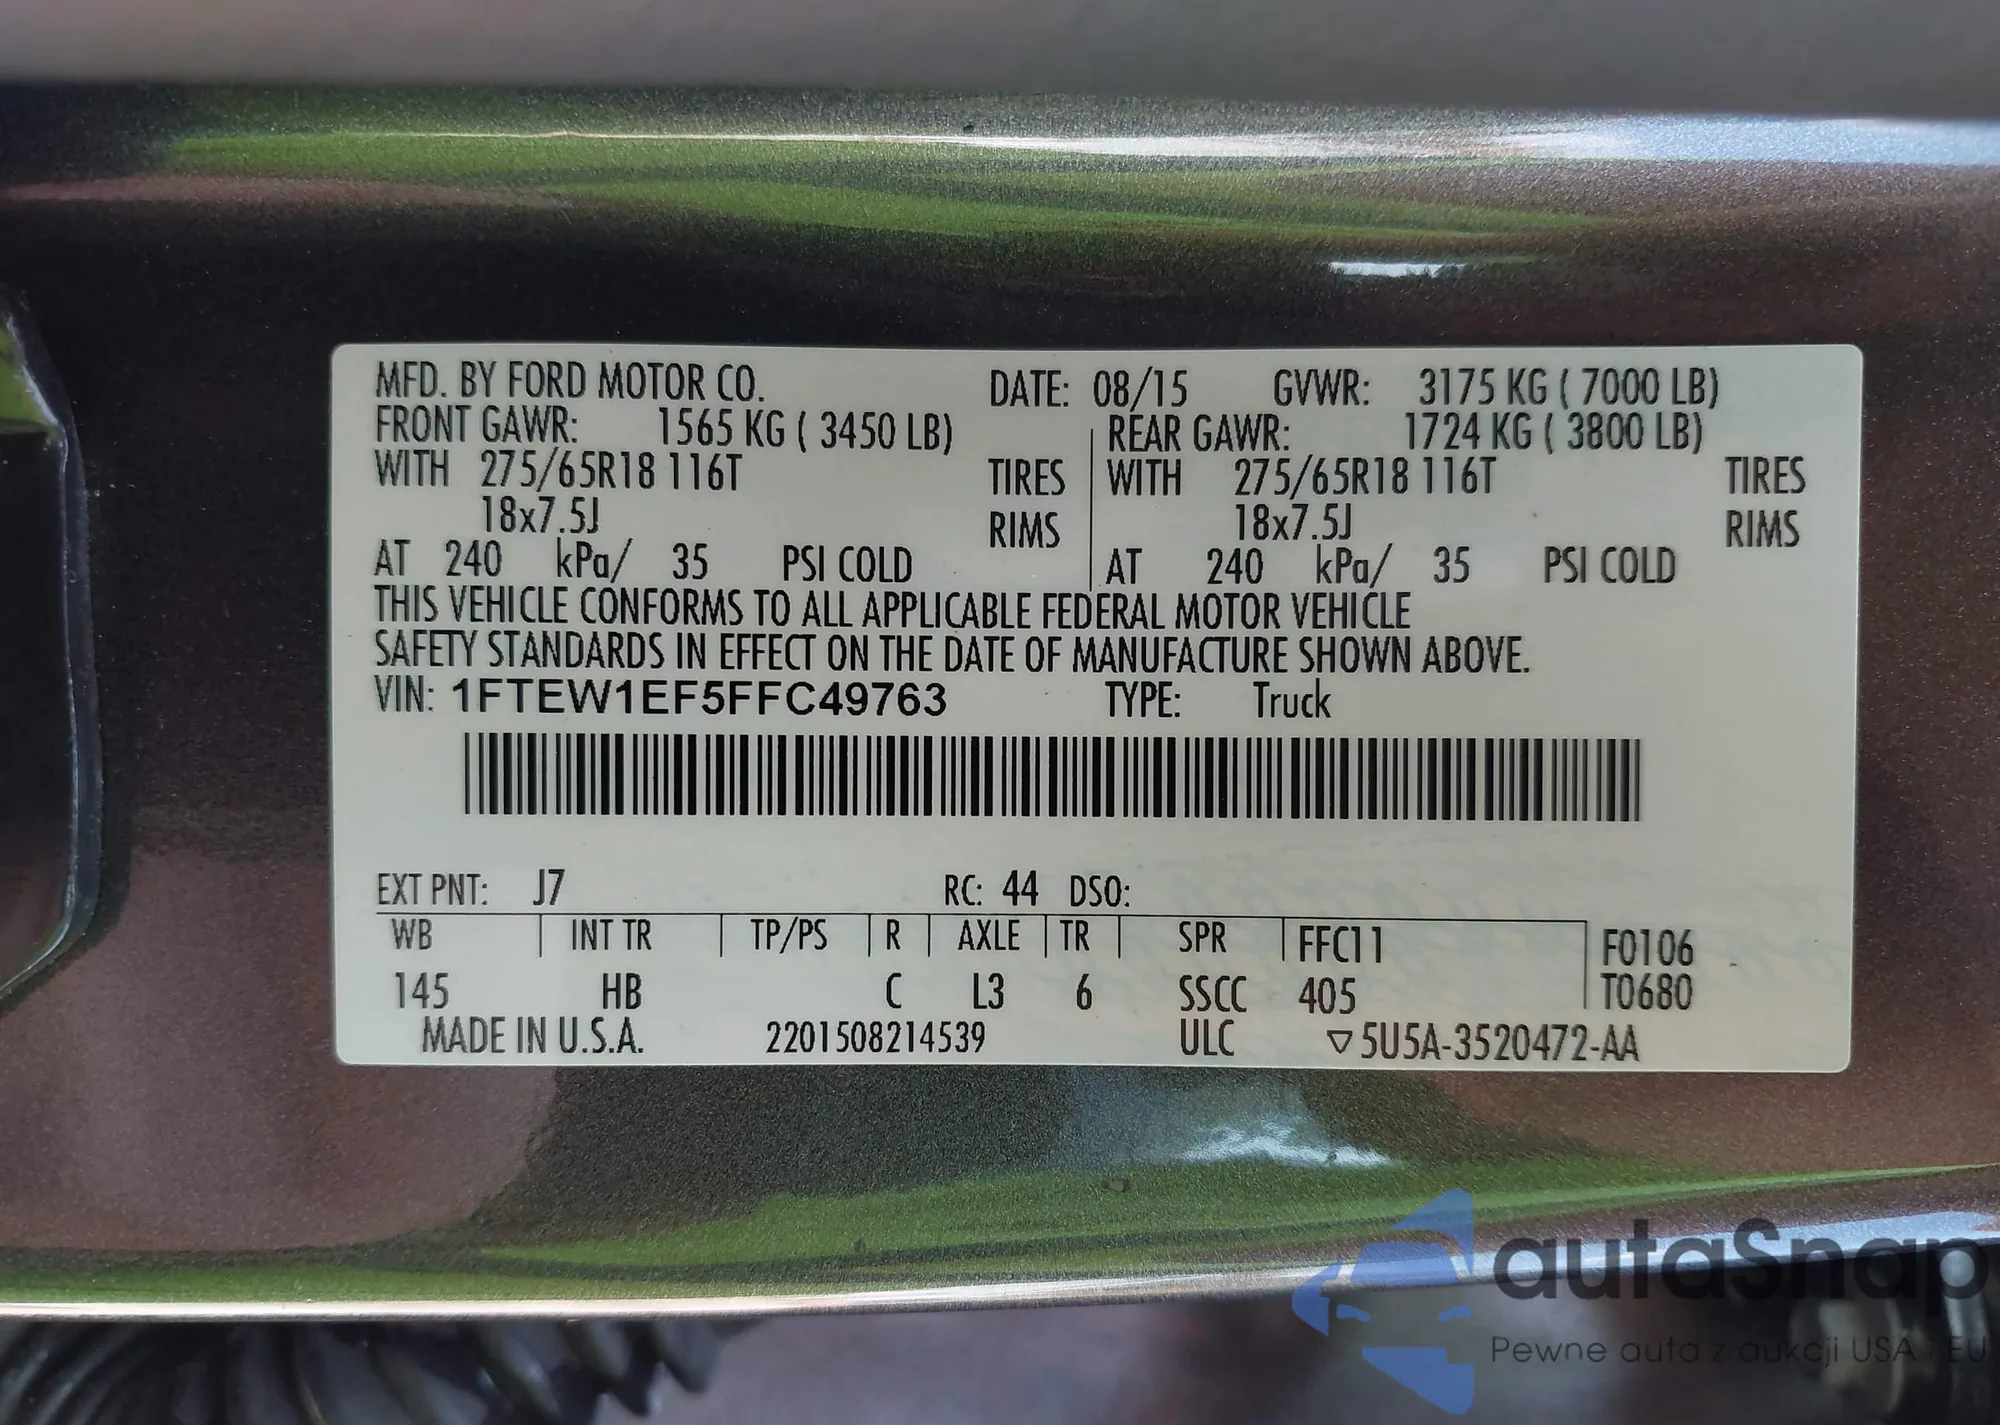 MFD. BY FORD MOTOR CO. DATE: 08/15 GVWR: 3175 KG ( 7000 LB)
FRONT GAWR: 1565 KG ( 3450 LB) REAR GAWR: 1724 KG ( 3800 LB)
WITH 275/65R18 116T TIRES WITH 275/65R18 116T TIRES
18x7.5J RIMS 18x7.5J RIMS
AT 240 kPa/ 35 PSI COLD AT 240 kPa/ 35 PSI COLD
THIS VEHICLE CONFORMS TO ALL APPLICABLE FEDERAL MOTOR VEHICLE
SAFETY STANDARDS IN EFFECT ON THE DATE OF MANUFACTURE SHOWN ABOVE.
VIN: 1FTEW1EF5FFC49763 TYPE: Truck
EXT PNT: J7 RC: 44 DSO:
WB INT TR TP/PS R AXLE TR SPR FFC11 F0106
145 HB C L3 6 SSCC 405 T0680
MADE IN U.S.A. 2201508214539 ULC ▽5U5A-3520472-AA
autaSnap
Pewne auta z aukcji USA i EU